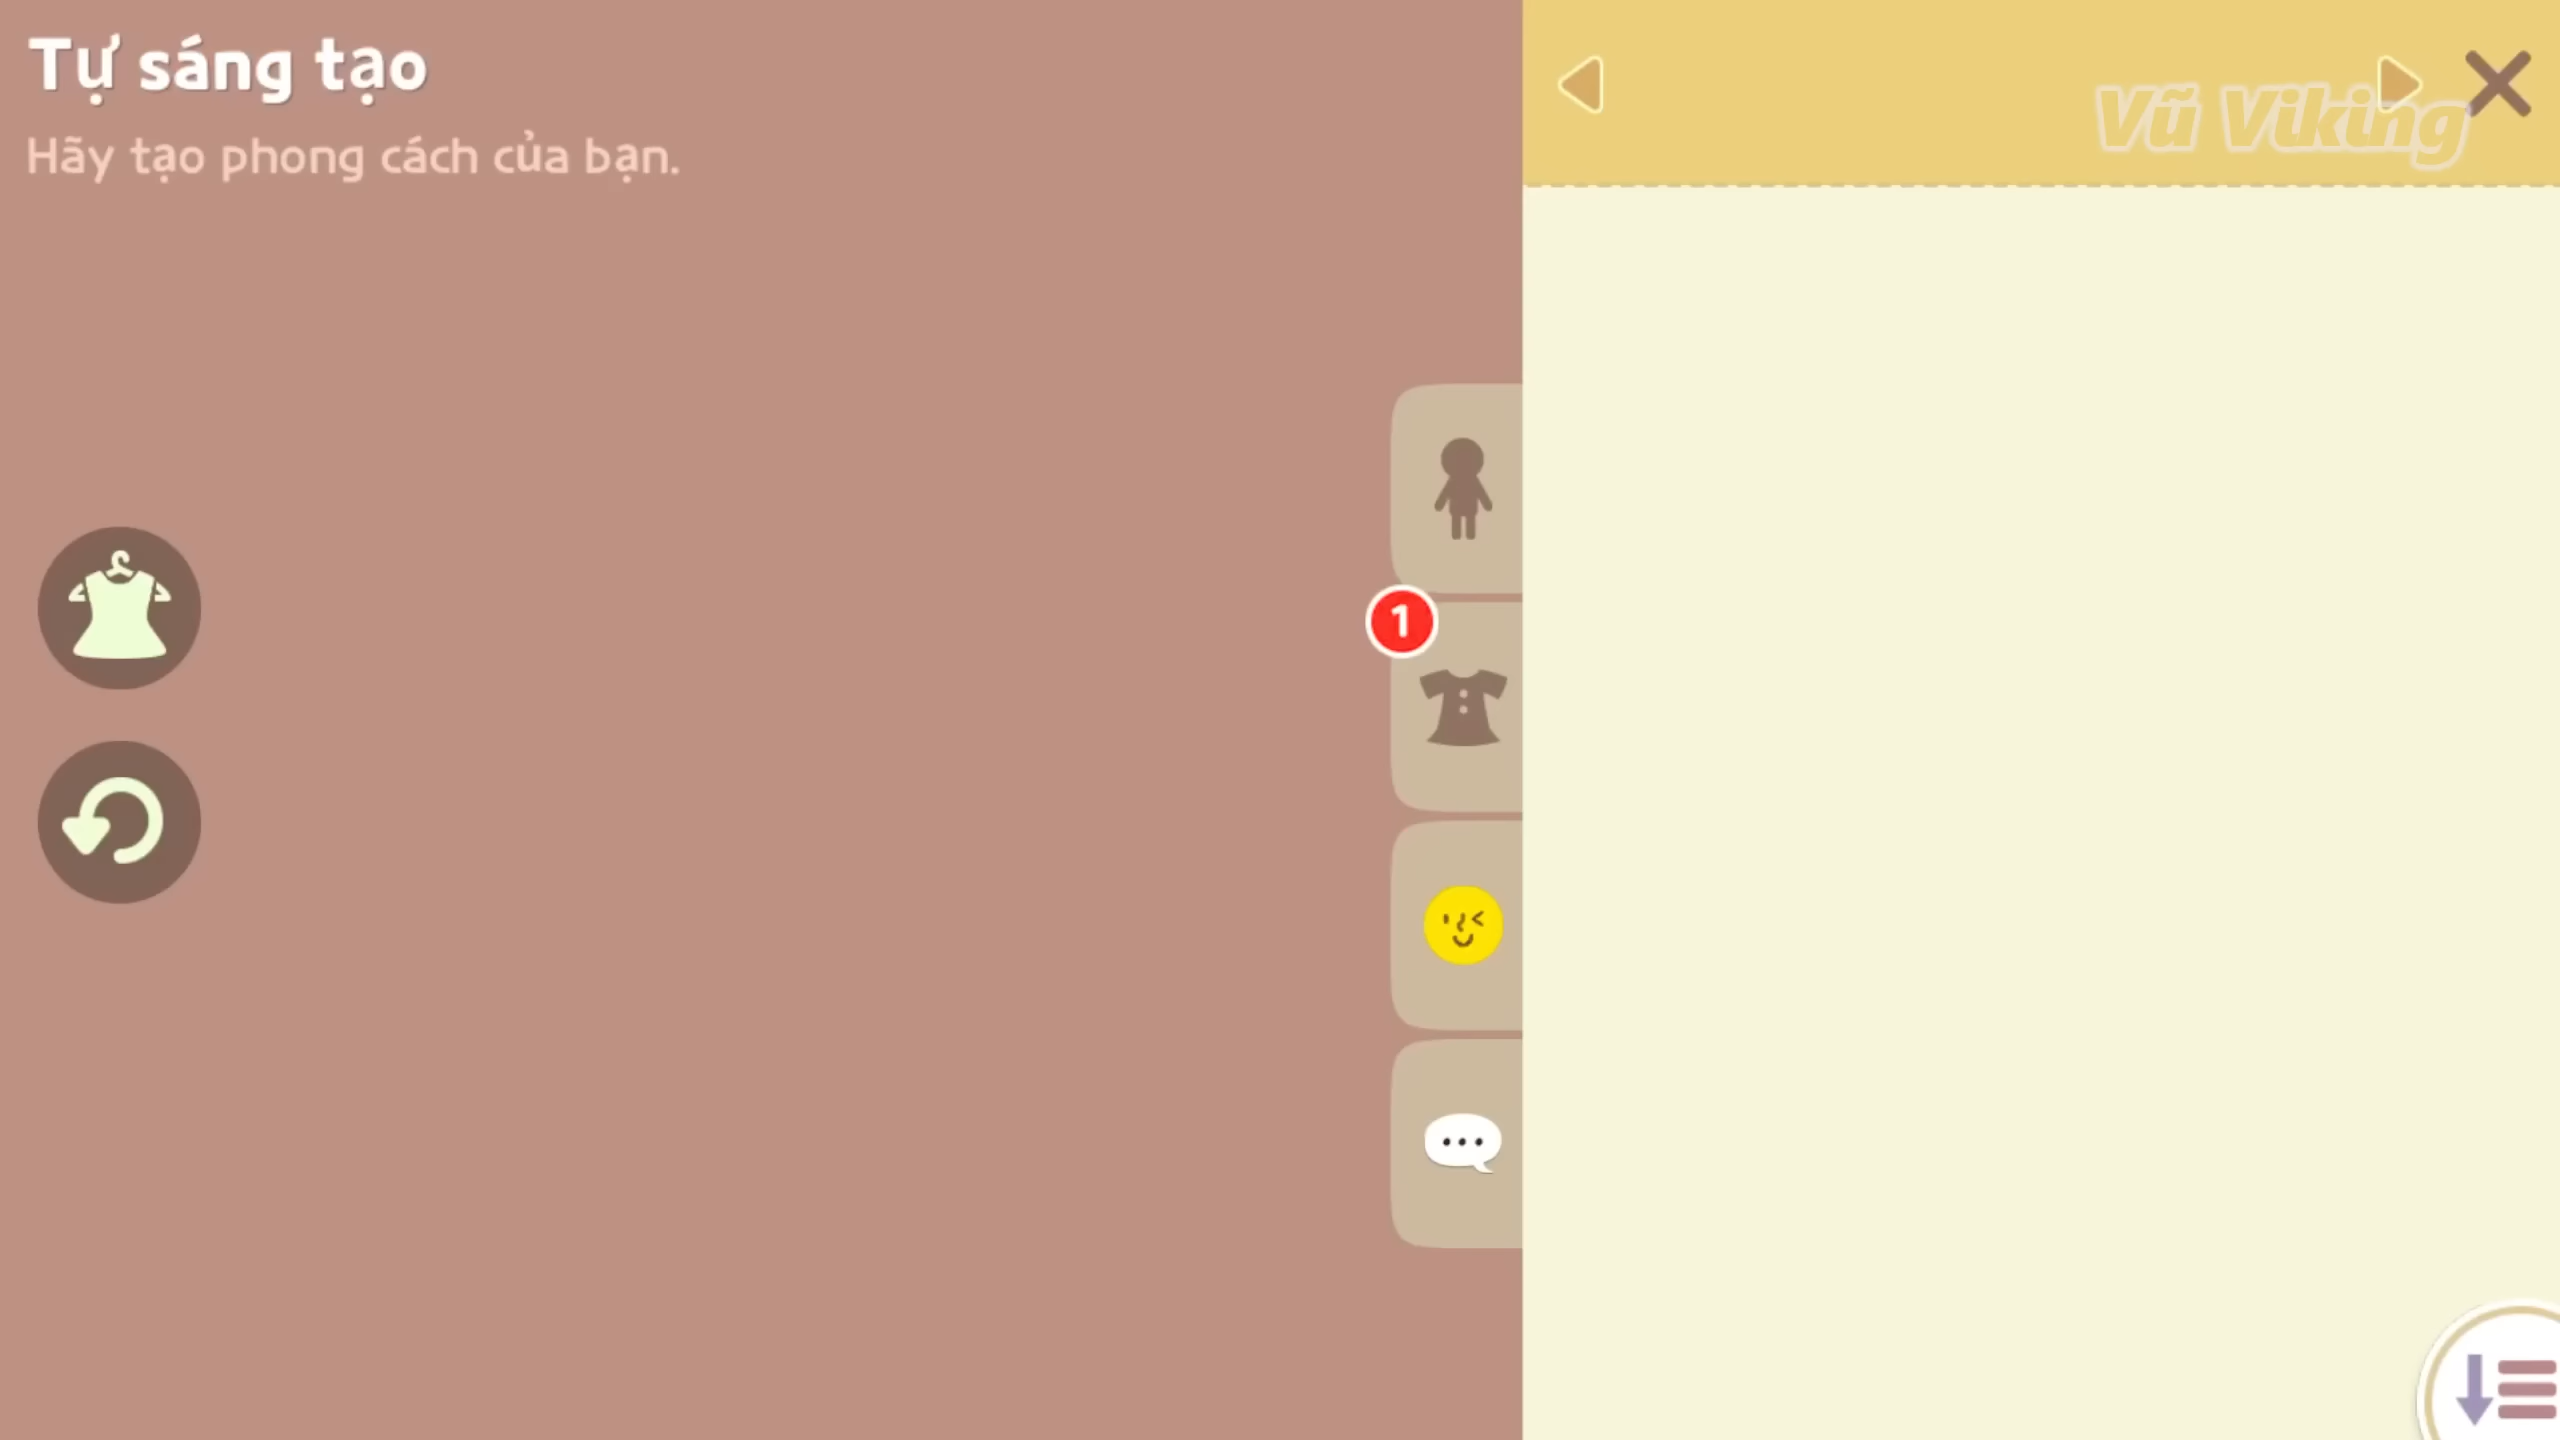 Tự sáng tạo
Hãy tạo phong cách của bạn.
Vũ Viking
1